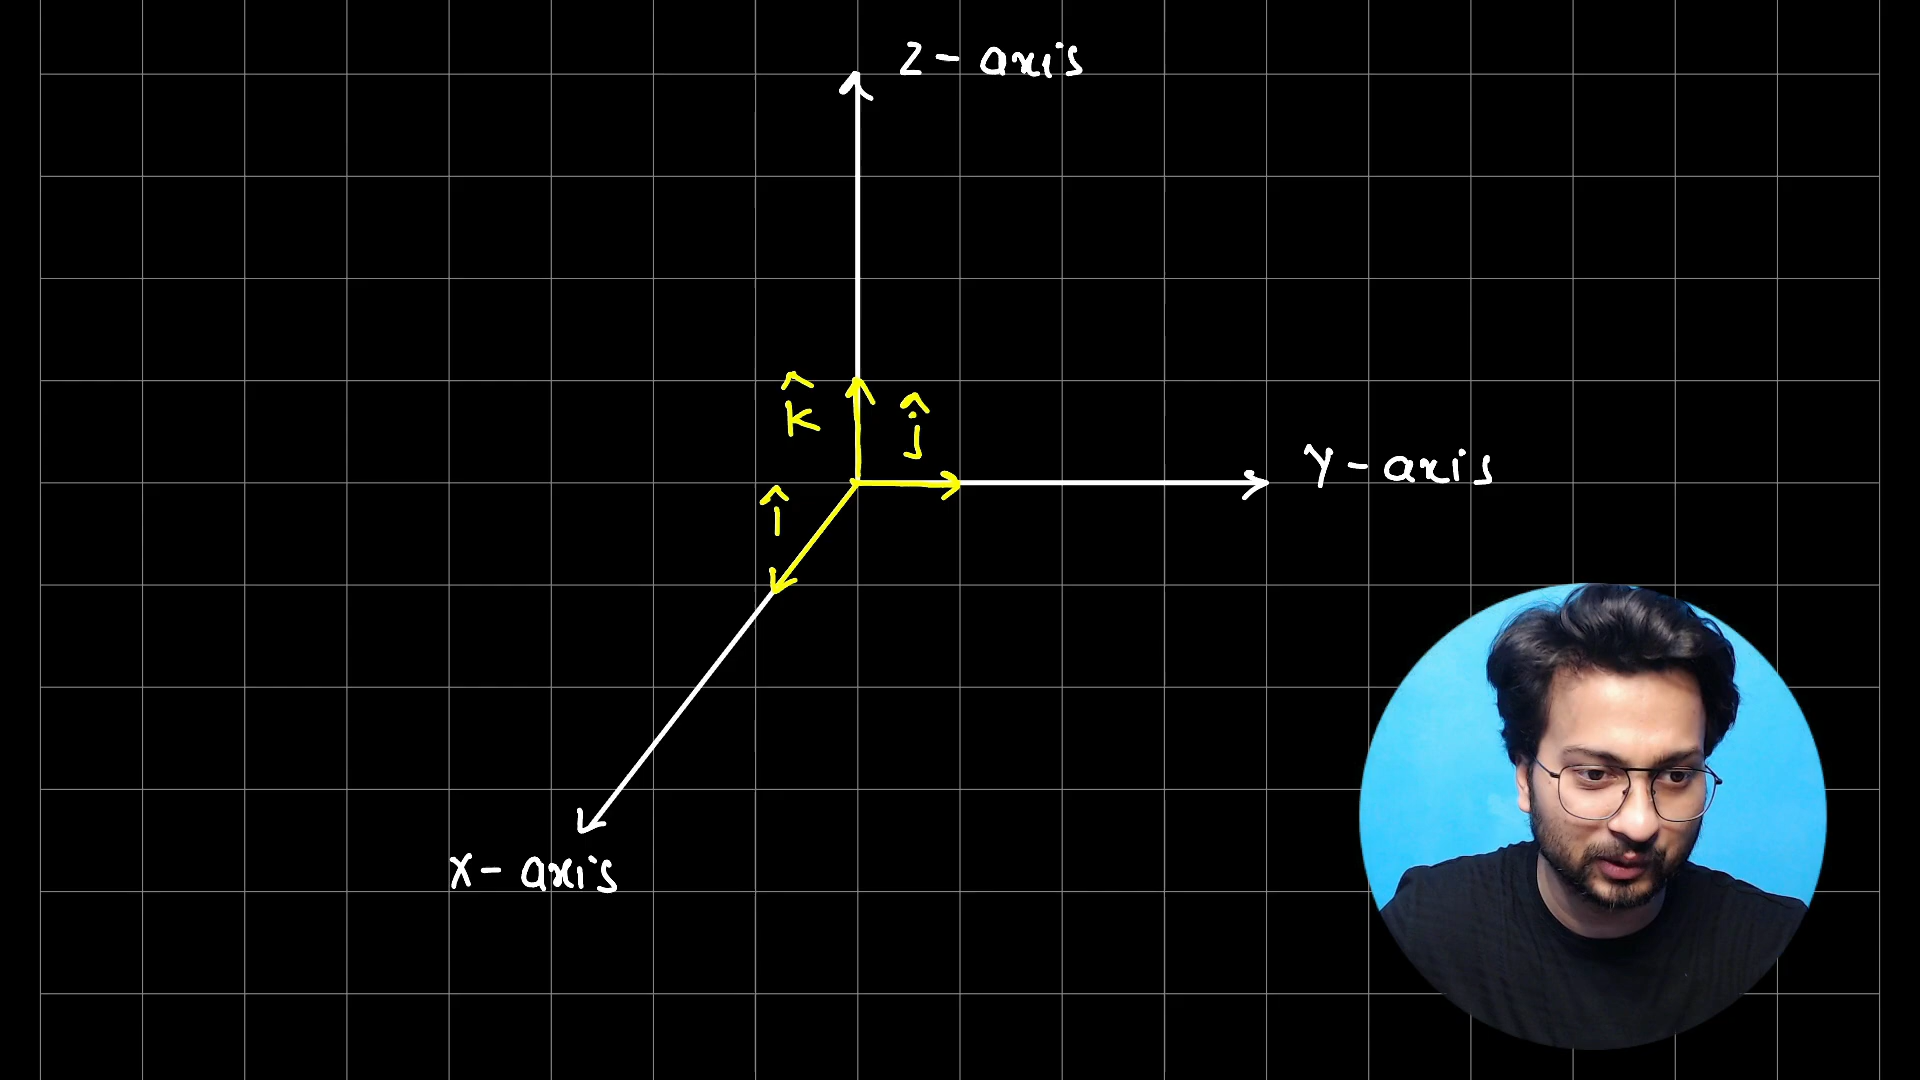 Z - axis
k̂
ĵ
Y - axis
î
X - axis